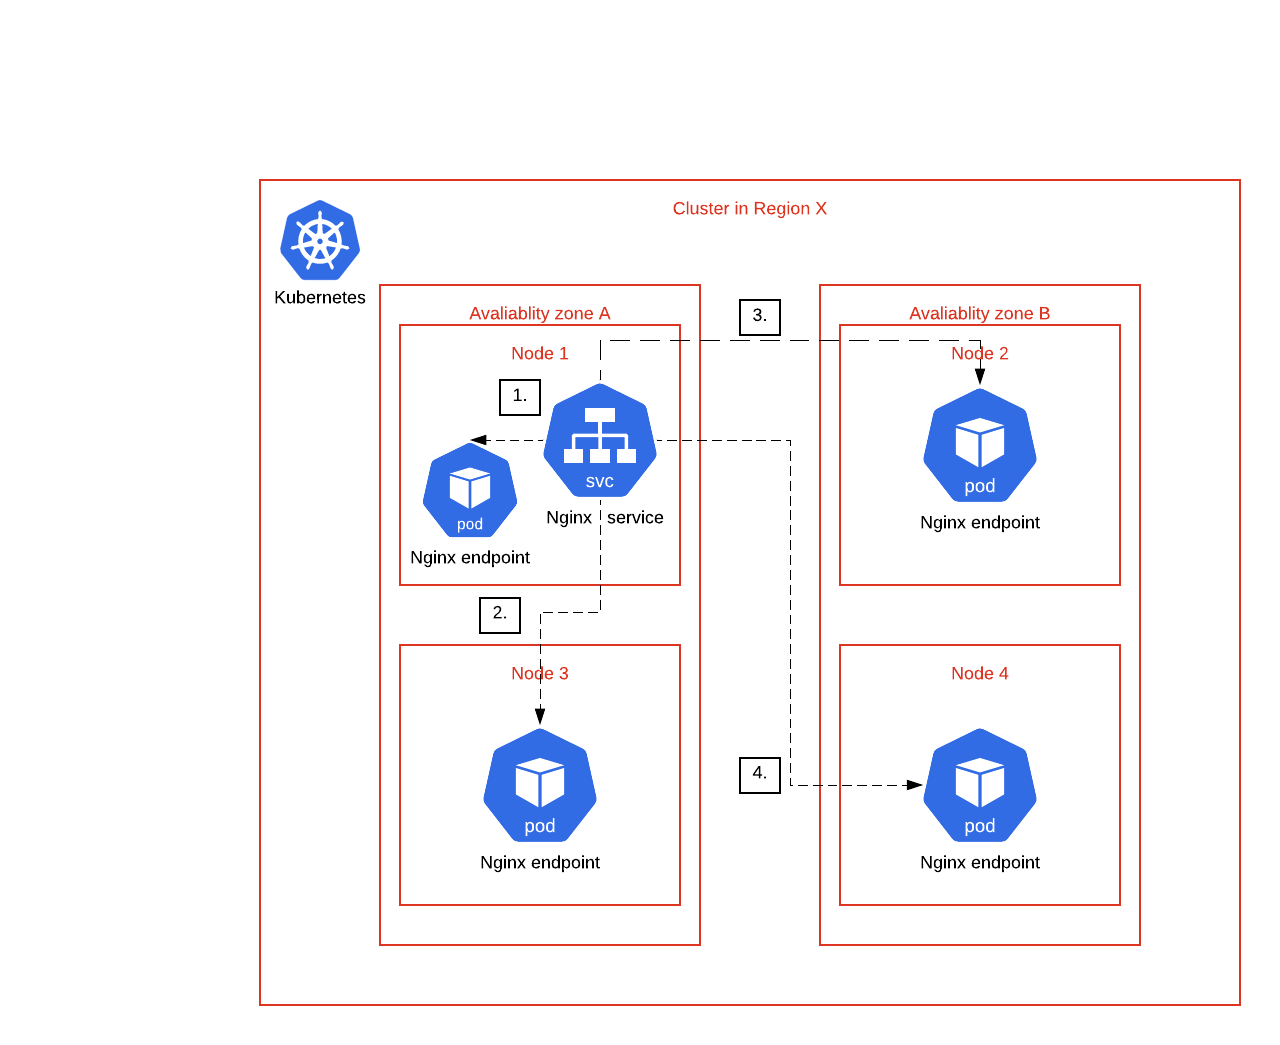 Cluster in Region X
Kubernetes
Avaliablity zone A
Avaliablity zone B
3.
Node 1
Node 2
1.
svc
pod
Nginx service
pod
Nginx endpoint
Nginx endpoint
2.
Node 3
Node 4
4.
pod
pod
Nginx endpoint
Nginx endpoint